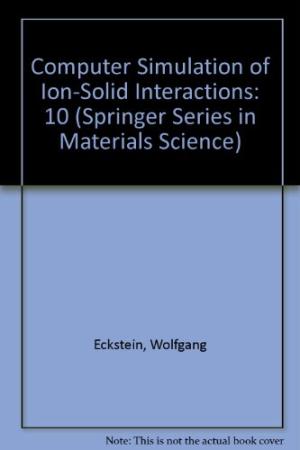 Computer Simulation of
Ion-Solid Interactions:
10 (Springer Series in
Materials Science)
Eckstein, Wolfgang
Note: This is not the actual book cover